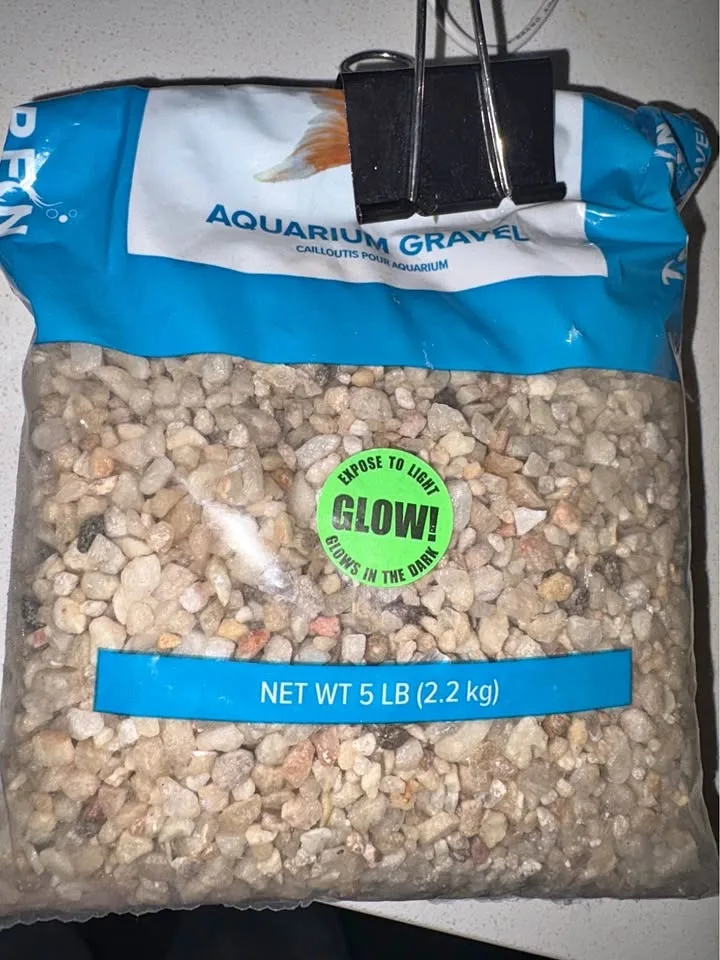 AQUARIUM GRAVEL
CAILLOUTIS POUR AQUARIUM
EXPOSE TO LIGHT
GLOW!
GLOWS IN THE DARK
NET WT 5 LB (2.2 kg)